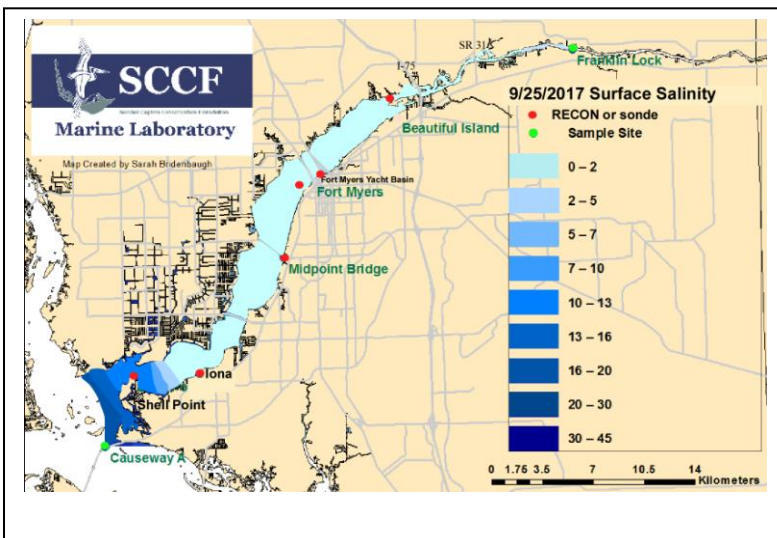 SCCF
Marine Laboratory
Map Created by Sarah Bridenbaugh
I-75
SR 31
Franklin Lock
9/25/2017 Surface Salinity
RECON or sonde
Sample Site
Beautiful Island
Fort Myers Yacht Basin
Fort Myers
Midpoint Bridge
Iona
Shell Point
Causeway A
0 – 2
2 – 5
5 – 7
7 – 10
10 – 13
13 – 16
16 – 20
20 – 30
30 – 45
0 1.75 3.5 7 10.5 14
Kilometers